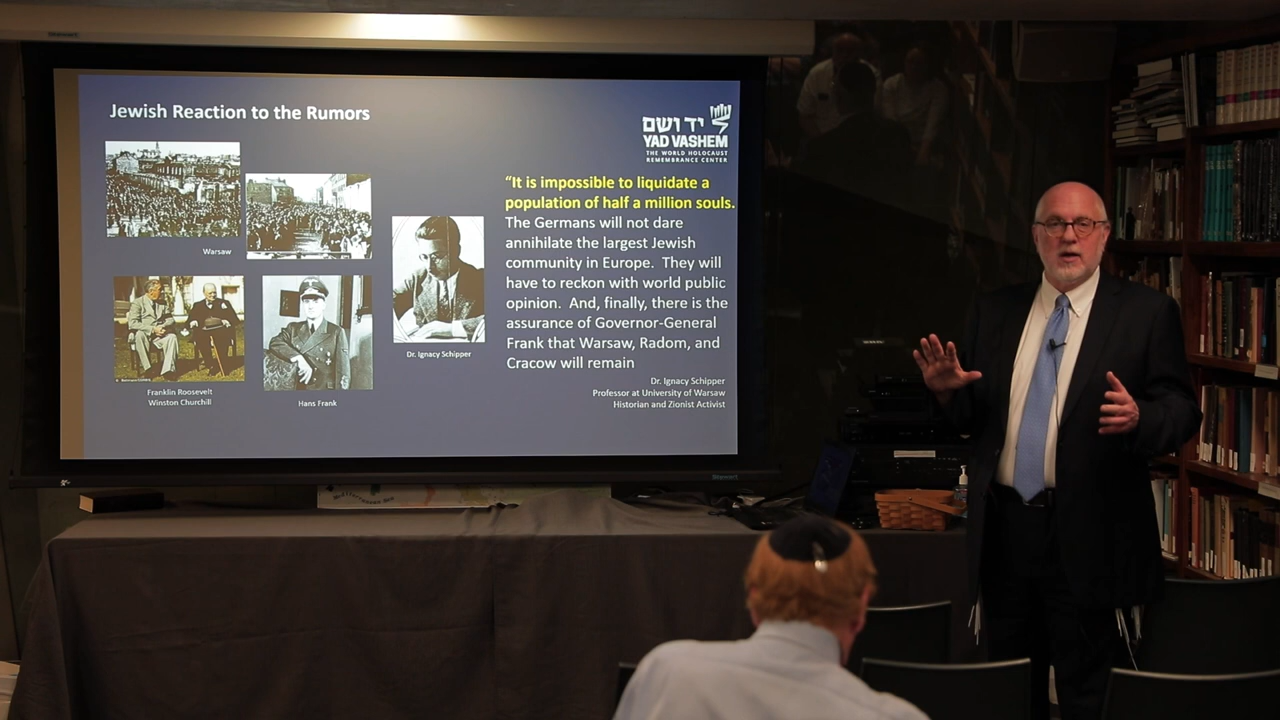 Jewish Reaction to the Rumors
יד ושם
YAD VASHEM
THE WORLD HOLOCAUST
REMEMBRANCE CENTER
Warsaw
Franklin Roosevelt
Winston Churchill
Hans Frank
Dr. Ignacy Schipper
“It is impossible to liquidate a
population of half a million souls.
The Germans will not dare
annihilate the largest Jewish
community in Europe.  They will
have to reckon with world public
opinion.  And, finally, there is the
assurance of Governor-General
Frank that Warsaw, Radom, and
Cracow will remain
Dr. Ignacy Schipper
Professor at University of Warsaw
Historian and Zionist Activist
Mediterranean Sea